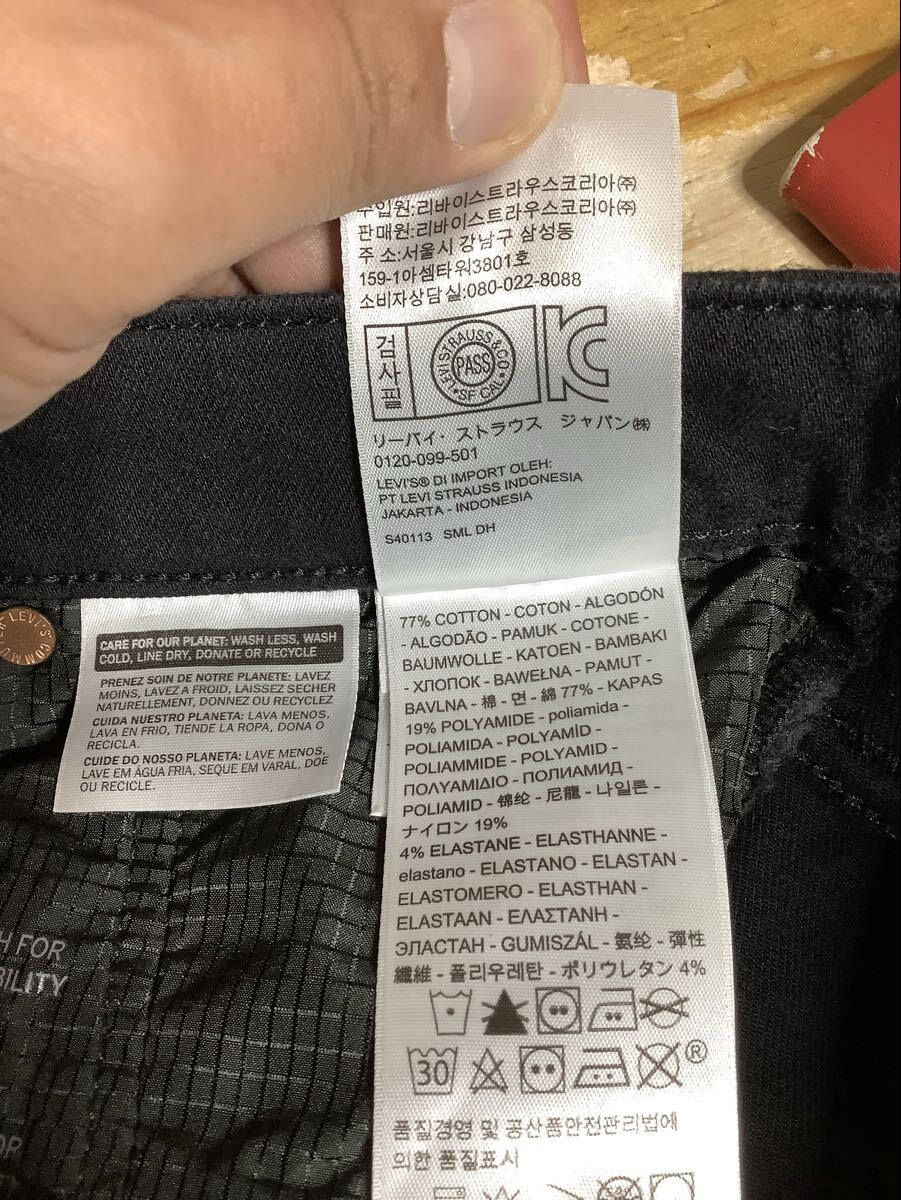 수입원:리바이스트라우스코리아㈜
판매원:리바이스트라우스코리아㈜
주 소:서울시 강남구 삼성동
159-1아셈타워3801호
소비자상담실:080-022-8088
검사필
LEVI STRAUSS & CO.
PASS
SF CAL
リーバイ・ストラウス ジャパン㈱
0120-099-501
LEVI'S® DI IMPORT OLEH:
PT LEVI STRAUSS INDONESIA
JAKARTA - INDONESIA
S40113 SML DH
LEVI'S
CARE FOR OUR PLANET: WASH LESS, WASH
COLD, LINE DRY, DONATE OR RECYCLE
PRENEZ SOIN DE NOTRE PLANETE: LAVEZ
MOINS, LAVEZ A FROID, LAISSEZ SECHER
NATURELLEMENT, DONNEZ OU RECYCLEZ
CUIDA NUESTRO PLANETA: LAVA MENOS,
LAVA EN FRIO, TIENDE LA ROPA, DONA O
RECICLA.
CUIDE DO NOSSO PLANETA: LAVE MENOS,
LAVE EM ÁGUA FRIA, SEQUE EM VARAL, DOE
OU RECICLE.
77% COTTON - COTON - ALGODÓN
- ALGODÃO - PAMUK - COTONE -
BAUMWOLLE - KATOEN - BAMBAKI
- ХЛОПОК - BAWEŁNA - PAMUT -
BAVLNA - 棉 - 면 - 綿 77% - KAPAS
19% POLYAMIDE - poliamida -
POLIAMIDA - POLYAMİD -
POLIAMMIDE - POLYAMID -
ΠΟΛΥΑΜΙΔΙΟ - ПОЛИАМИД -
POLIAMID - 锦纶 - 尼龍 - 나일론 -
ナイロン 19%
4% ELASTANE - ELASTHANNE -
elastano - ELASTANO - ELASTAN -
ELASTOMERO - ELASTHAN -
ELASTAAN - ΕΛΑΣΤΑΝΗ -
ЭЛАСТАН - GUMISZÁL - 氨纶 - 彈性
纖維 - 폴리우레탄 - ポリウレタン 4%
30
®
품질경영 및 공산품안전관리법에
의한 품질표시
H FOR
BILITY
OR